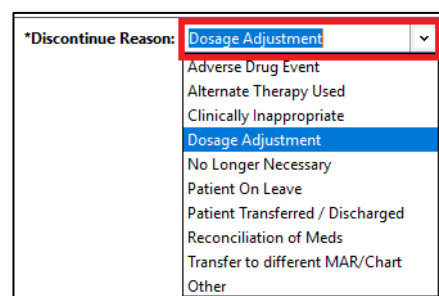 *Discontinue Reason: Dosage Adjustment
Adverse Drug Event
Alternate Therapy Used
Clinically Inappropriate
Dosage Adjustment
No Longer Necessary
Patient On Leave
Patient Transferred / Discharged
Reconciliation of Meds
Transfer to different MAR/Chart
Other